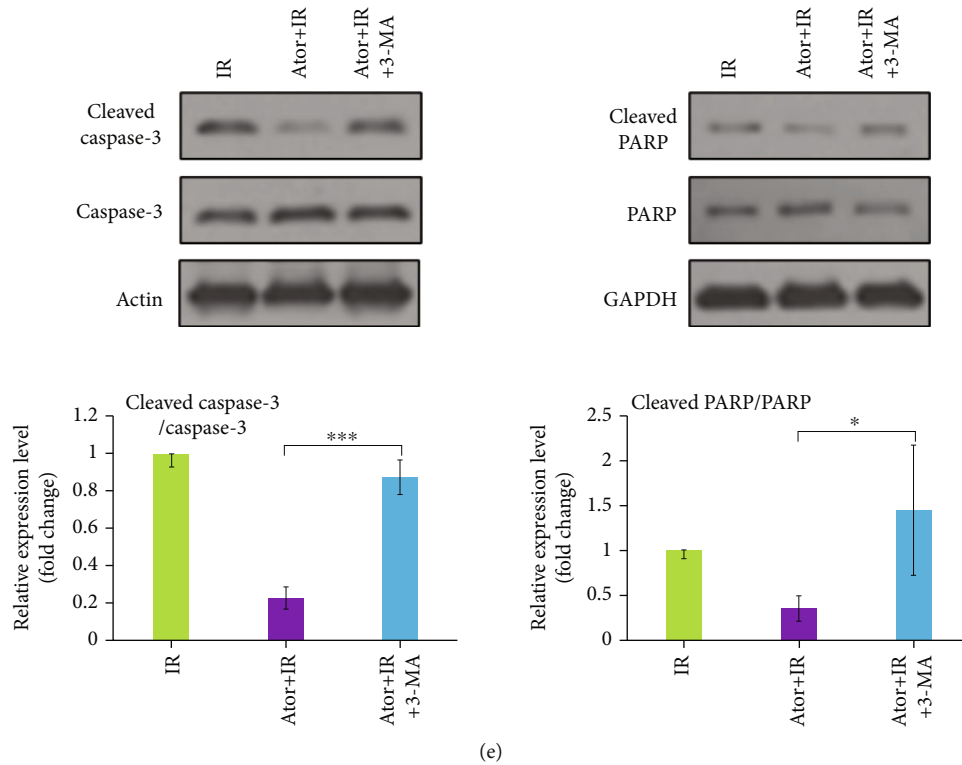 IR
Ator+IR
Ator+IR
+3-MA
Cleaved
caspase-3
Caspase-3
Actin
IR
Ator+IR
Ator+IR
+3-MA
Cleaved
PARP
PARP
GAPDH
Cleaved caspase-3
/caspase-3
Relative expression level
(fold change)
1.2
1
0.8
0.6
0.4
0.2
0
***
IR
Ator+IR
Ator+IR
+3-MA
Cleaved PARP/PARP
Relative expression level
(fold change)
2.5
2
1.5
1
0.5
0
*
IR
Ator+IR
Ator+IR
+3-MA
(e)